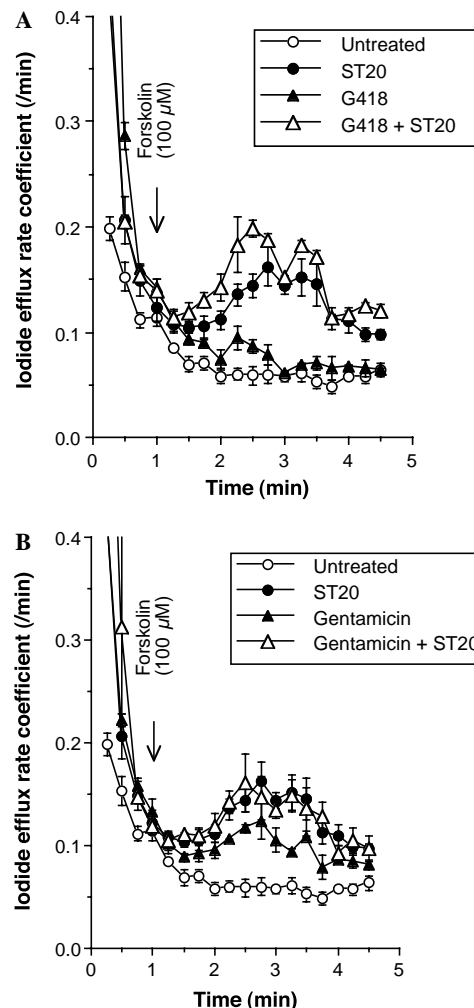 A
0.4
0.3
0.2
0.1
0.0
Iodide efflux rate coefficient (/min)
Forskolin
(100 µM)
Untreated
ST20
G418
G418 + ST20
0 1 2 3 4 5
Time (min)
B
0.4
0.3
0.2
0.1
0.0
Iodide efflux rate coefficient (/min)
Forskolin
(100 µM)
Untreated
ST20
Gentamicin
Gentamicin + ST20
0 1 2 3 4 5
Time (min)